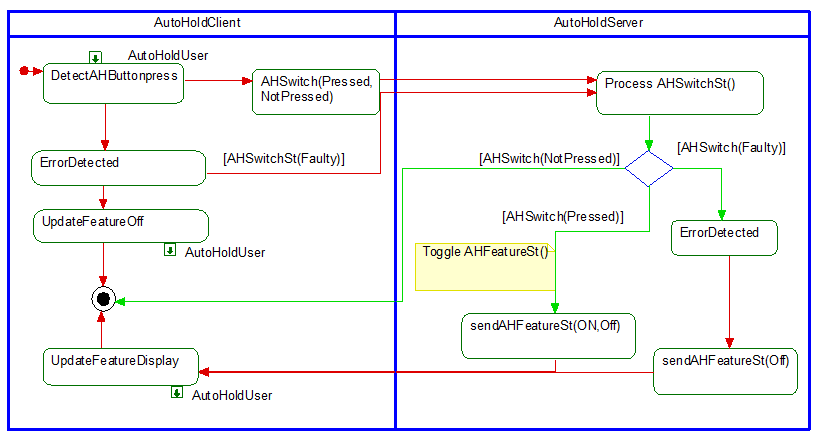 AutoHoldClient
AutoHoldServer
AutoHoldUser
DetectAHButtonpress
AHSwitch(Pressed,
NotPressed)
Process AHSwitchSt()
ErrorDetected
[AHSwitchSt(Faulty)]
[AHSwitch(NotPressed)]
[AHSwitch(Faulty)]
UpdateFeatureOff
AutoHoldUser
[AHSwitch(Pressed)]
ErrorDetected
Toggle AHFeatureSt()
sendAHFeatureSt(ON,Off)
UpdateFeatureDisplay
sendAHFeatureSt(Off)
AutoHoldUser